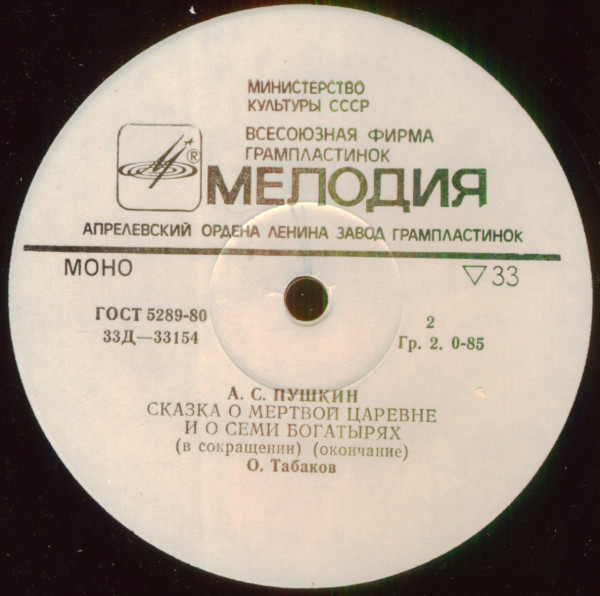 МИНИСТЕРСТВО
КУЛЬТУРЫ СССР
ВСЕСОЮЗНАЯ ФИРМА
ГРАМПЛАСТИНОК
®
МЕЛОДИЯ
АПРЕЛЕВСКИЙ ОРДЕНА ЛЕНИНА ЗАВОД ГРАМПЛАСТИНОК
МОНО
▽33
ГОСТ 5289-80
33Д—33154
2
Гр. 2. 0-85
А. С. ПУШКИН
СКАЗКА О МЕРТВОЙ ЦАРЕВНЕ
И О СЕМИ БОГАТЫРЯХ
(в сокращении) (окончание)
О. Табаков